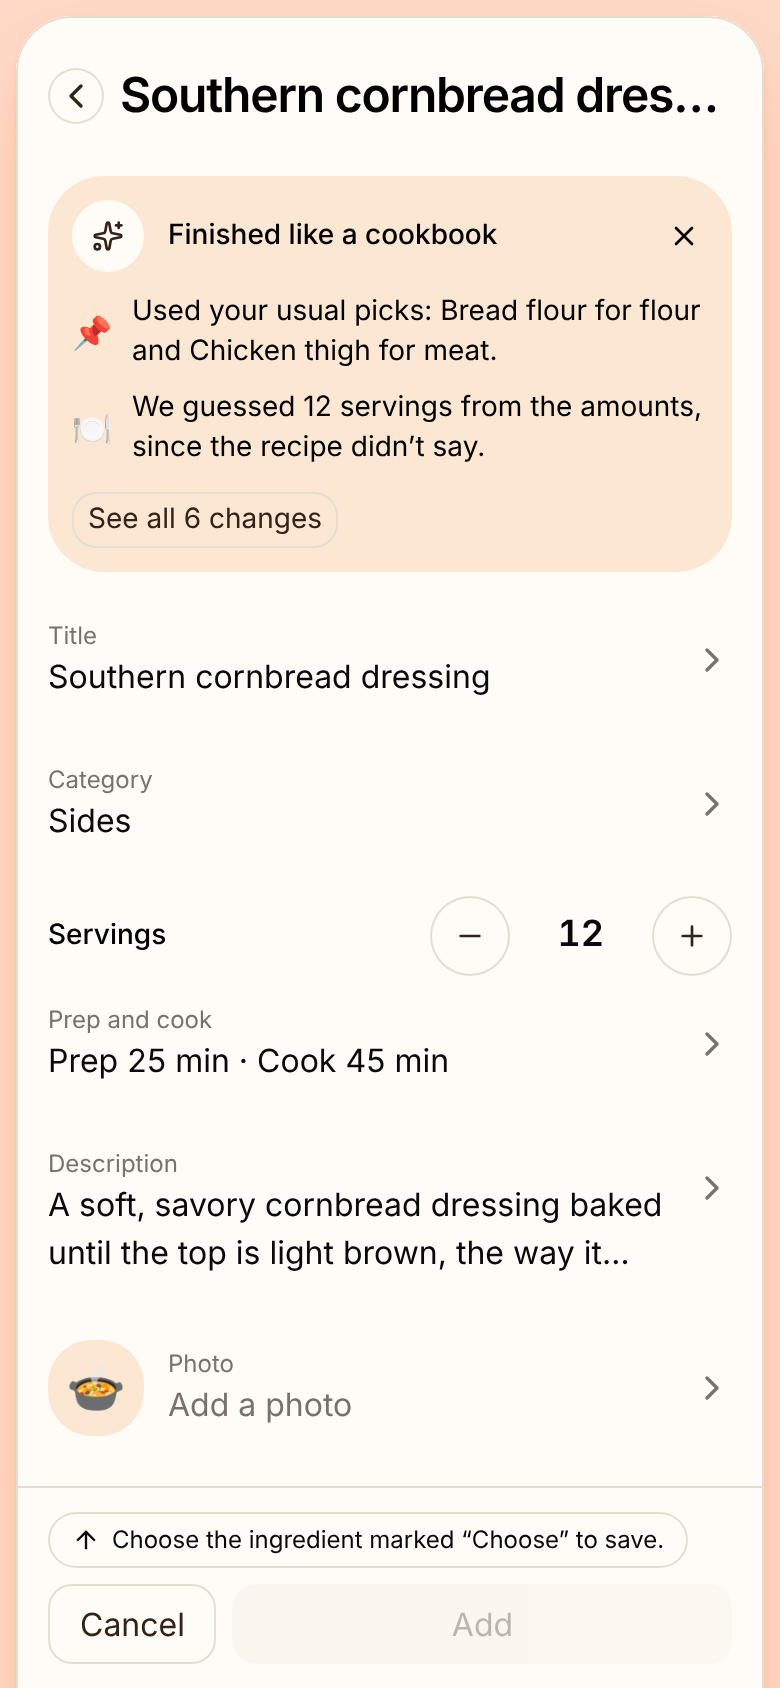 Southern cornbread dres...
Finished like a cookbook
Used your usual picks: Bread flour for flour
and Chicken thigh for meat.
We guessed 12 servings from the amounts,
since the recipe didn’t say.
See all 6 changes
Title
Southern cornbread dressing
Category
Sides
Servings
12
Prep and cook
Prep 25 min · Cook 45 min
Description
A soft, savory cornbread dressing baked
until the top is light brown, the way it...
Photo
Add a photo
Choose the ingredient marked “Choose” to save.
Cancel
Add